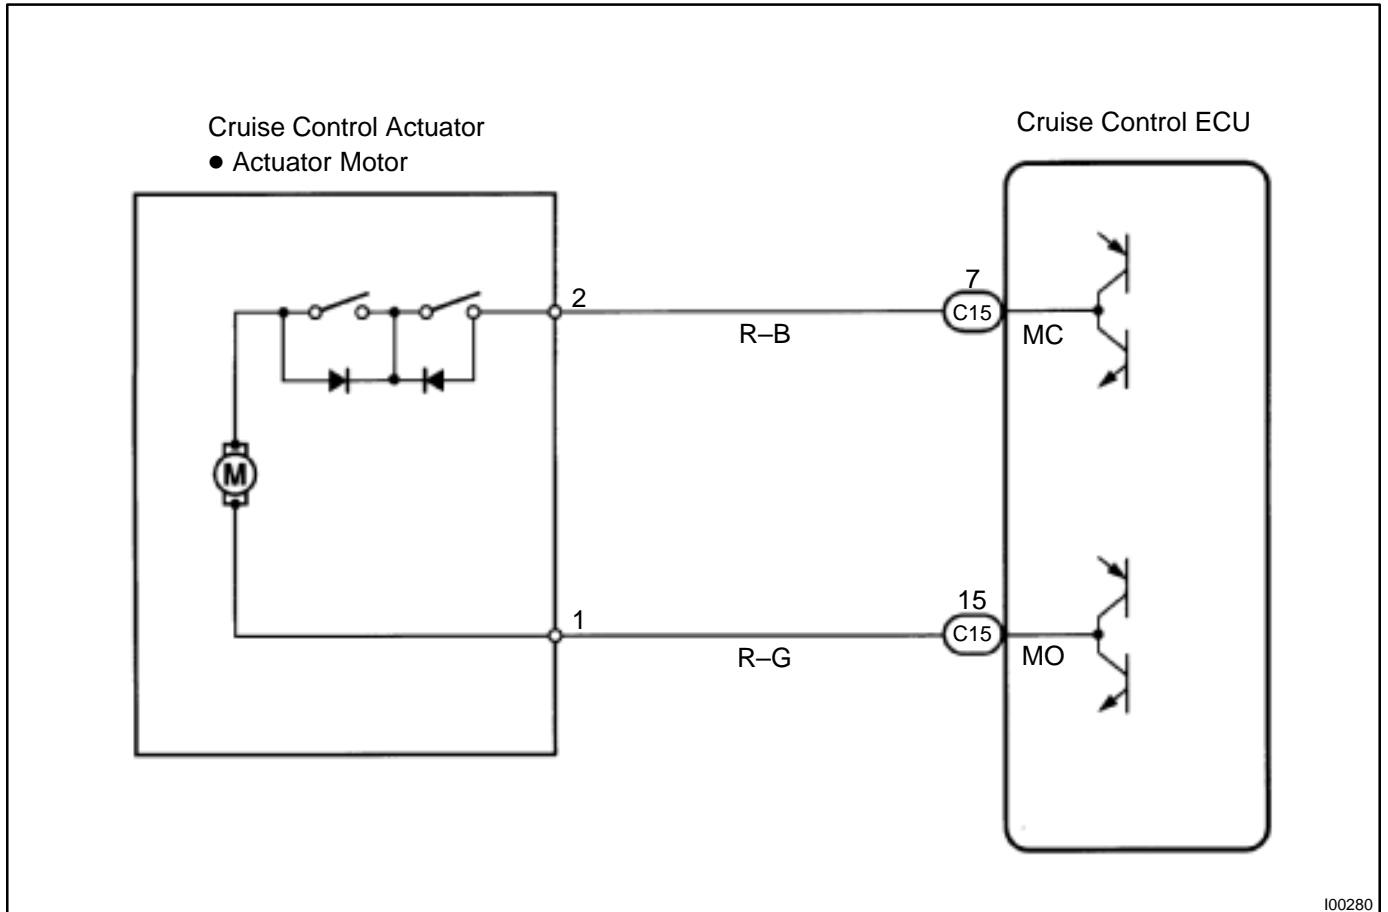 Cruise Control Actuator
● Actuator Motor
Cruise Control ECU
2
R–B
7
C15
MC
M
1
R–G
15
C15
MO
I00280